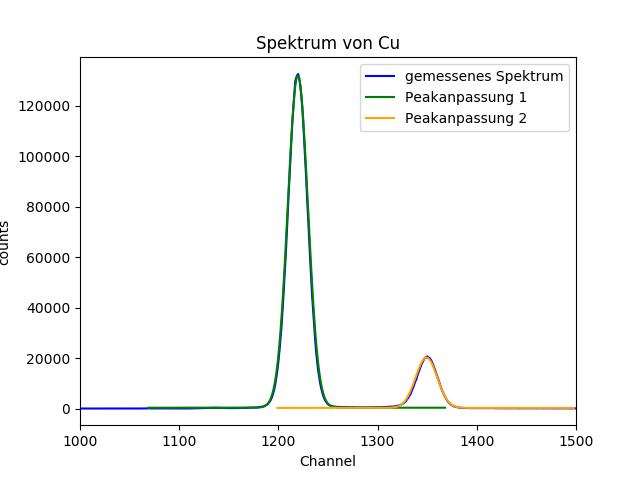 Spektrum von Cu
gemessenes Spektrum
Peakanpassung 1
Peakanpassung 2
120000
100000
80000
60000
40000
20000
0
counts
1000 1100 1200 1300 1400 1500
Channel